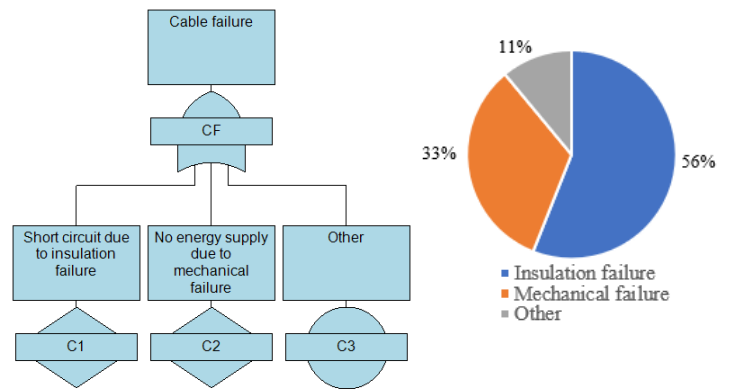 Cable failure
CF
Short circuit due
to insulation
failure
No energy supply
due to
mechanical
failure
Other
C1
C2
C3
11%
33%
56%
Insulation failure
Mechanical failure
Other